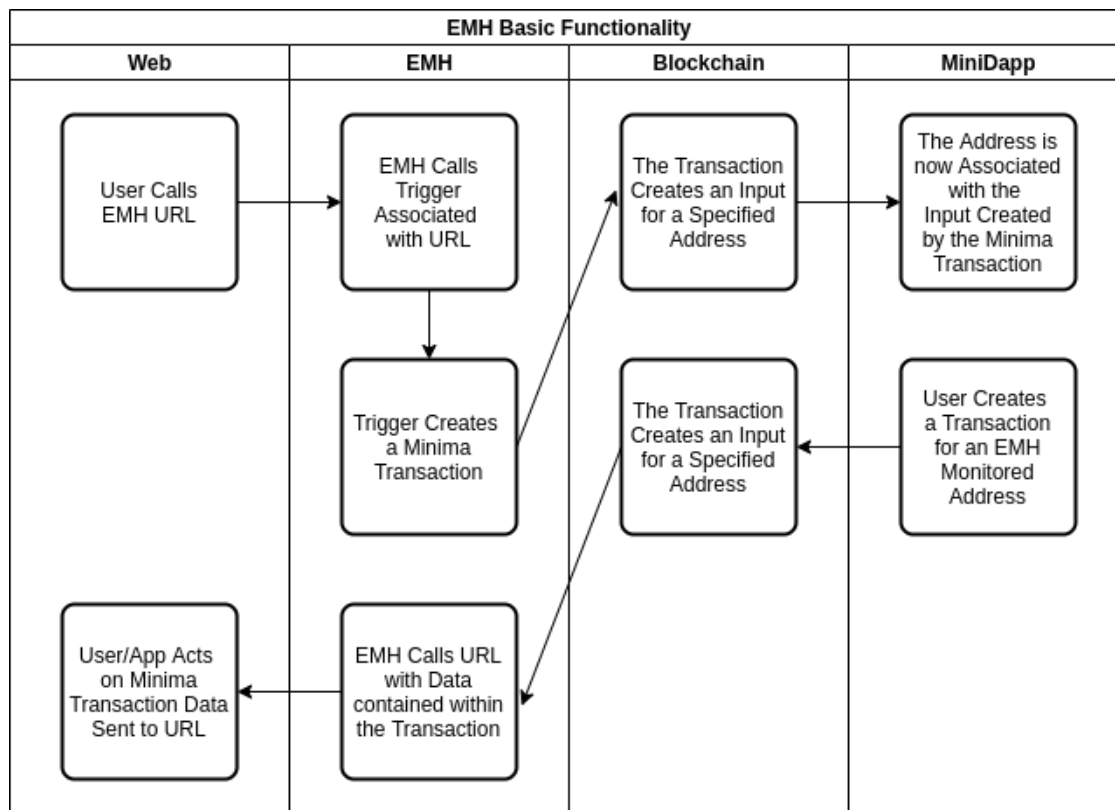 EMH Basic Functionality
Web
EMH
Blockchain
MiniDapp
User Calls
EMH URL
EMH Calls
Trigger
Associated
with URL
The Transaction
Creates an Input
for a Specified
Address
The Address is
now Associated
with the
Input Created
by the Minima
Transaction
Trigger Creates
a Minima
Transaction
The Transaction
Creates an Input
for a Specified
Address
User Creates
a Transaction
for an EMH
Monitored
Address
User/App Acts
on Minima
Transaction Data
Sent to URL
EMH Calls URL
with Data
contained within
the Transaction